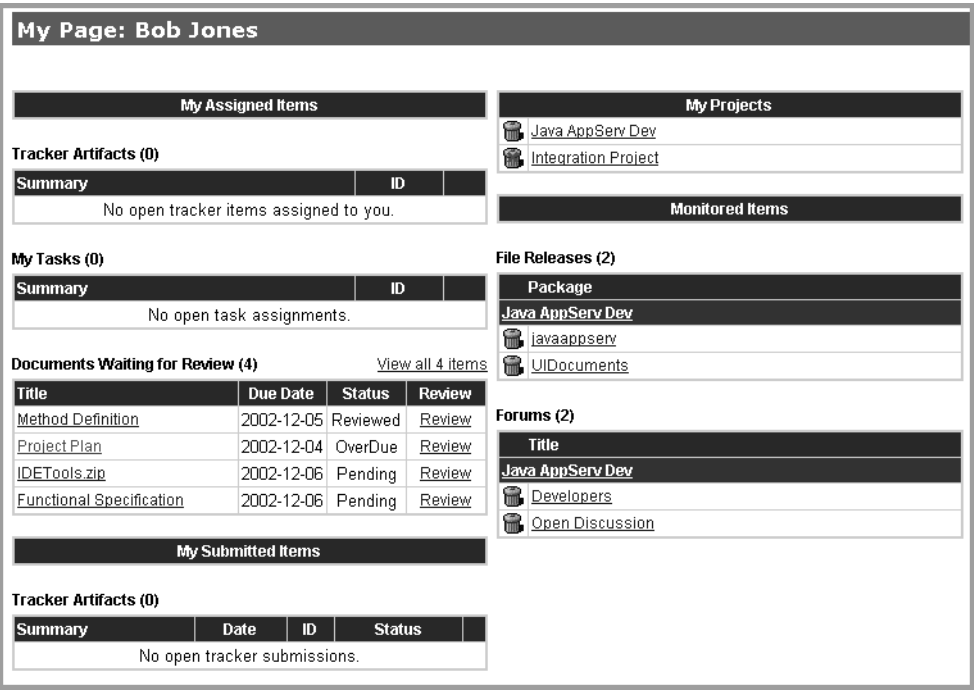 My Page: Bob Jones
My Assigned Items
Tracker Artifacts (0)
Summary ID
No open tracker items assigned to you.
My Tasks (0)
Summary ID
No open task assignments.
Documents Waiting for Review (4) View all 4 items
Title Due Date Status Review
Method Definition 2002-12-05 Reviewed Review
Project Plan 2002-12-04 OverDue Review
IDETools.zip 2002-12-06 Pending Review
Functional Specification 2002-12-06 Pending Review
My Submitted Items
Tracker Artifacts (0)
Summary Date ID Status
No open tracker submissions.
My Projects
Java AppServ Dev
Integration Project
Monitored Items
File Releases (2)
Package
Java AppServ Dev
javaappserv
UIDocuments
Forums (2)
Title
Java AppServ Dev
Developers
Open Discussion